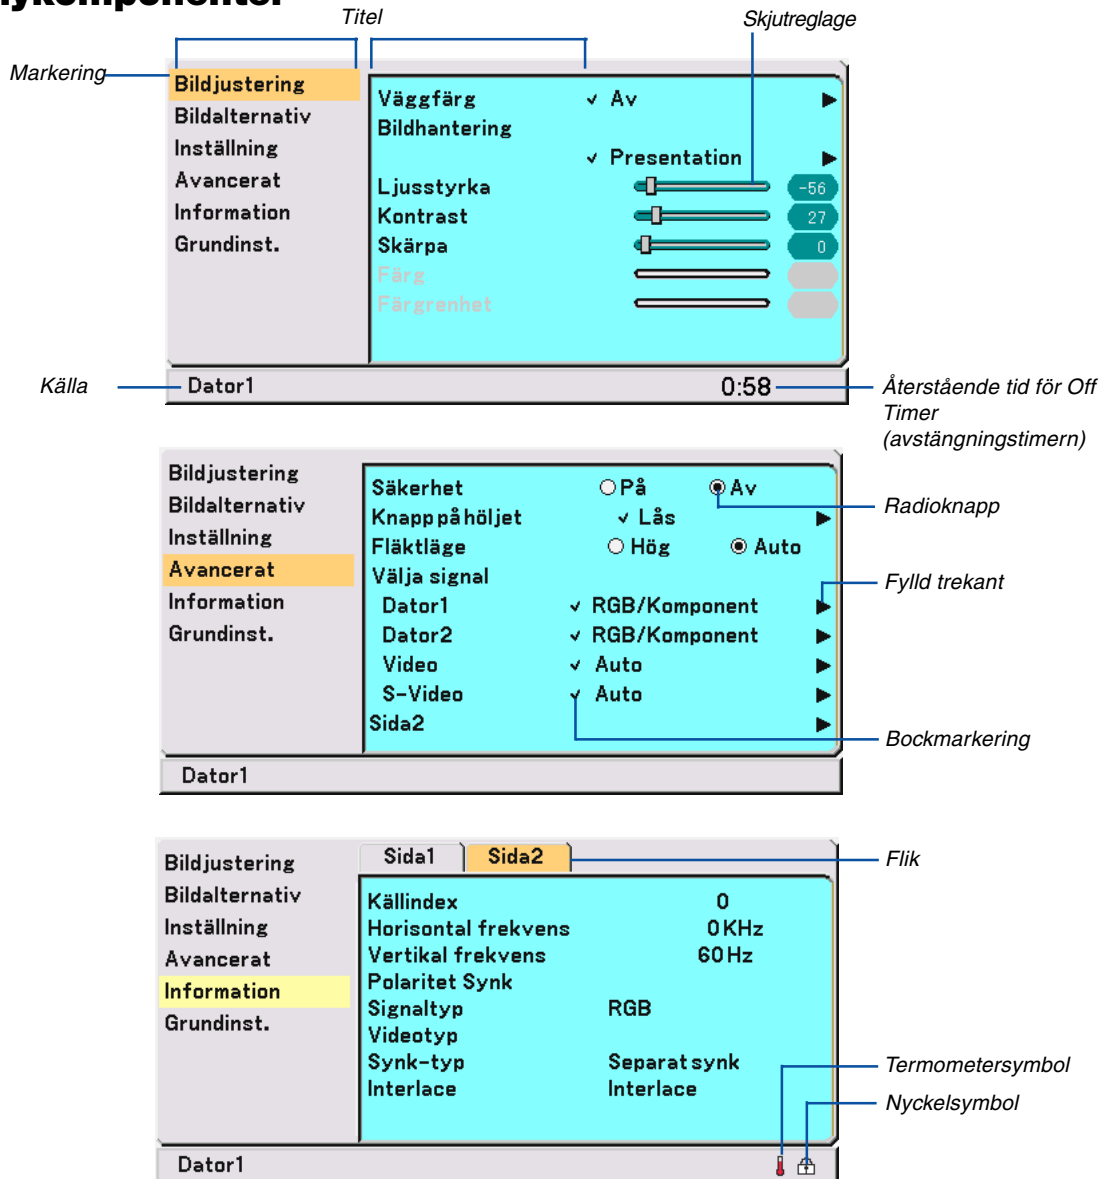 Titel
Skjutreglage
Markering
Bildjustering
Bildalternativ
Inställning
Avancerat
Information
Grundinst.
Väggfärg ✓ Av
Bildhantering
✓ Presentation
Ljusstyrka -56
Kontrast 27
Skärpa 0
Färg
Färgrenhet
Källa
Dator1 0:58
Återstående tid för Off
Timer
(avstängningstimern)
Bildjustering
Bildalternativ
Inställning
Avancerat
Information
Grundinst.
Säkerhet På Av
Knapp på höljet ✓ Lås
Fläktläge Hög Auto
Välja signal
Dator1 ✓ RGB/Komponent
Dator2 ✓ RGB/Komponent
Video ✓ Auto
S-Video ✓ Auto
Sida2
Radioknapp
Fylld trekant
Bockmarkering
Dator1
Bildjustering
Bildalternativ
Inställning
Avancerat
Information
Grundinst.
Sida1 Sida2
Flik
Källindex 0
Horisontal frekvens 0KHz
Vertikal frekvens 60Hz
Polaritet Synk
Signaltyp RGB
Videotyp
Synk-typ Separat synk
Interlace Interlace
Termometersymbol
Nyckelsymbol
Dator1